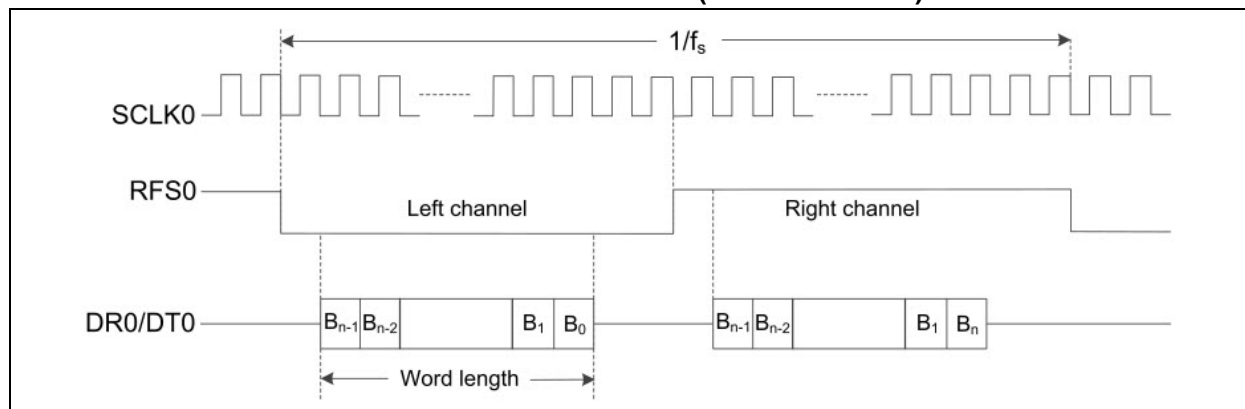 1/fs
SCLK0
RFS0
Left channel
Right channel
DR0/DT0
Bn-1 Bn-2 B1 B0 Bn-1 Bn-2 B1 Bn
Word length